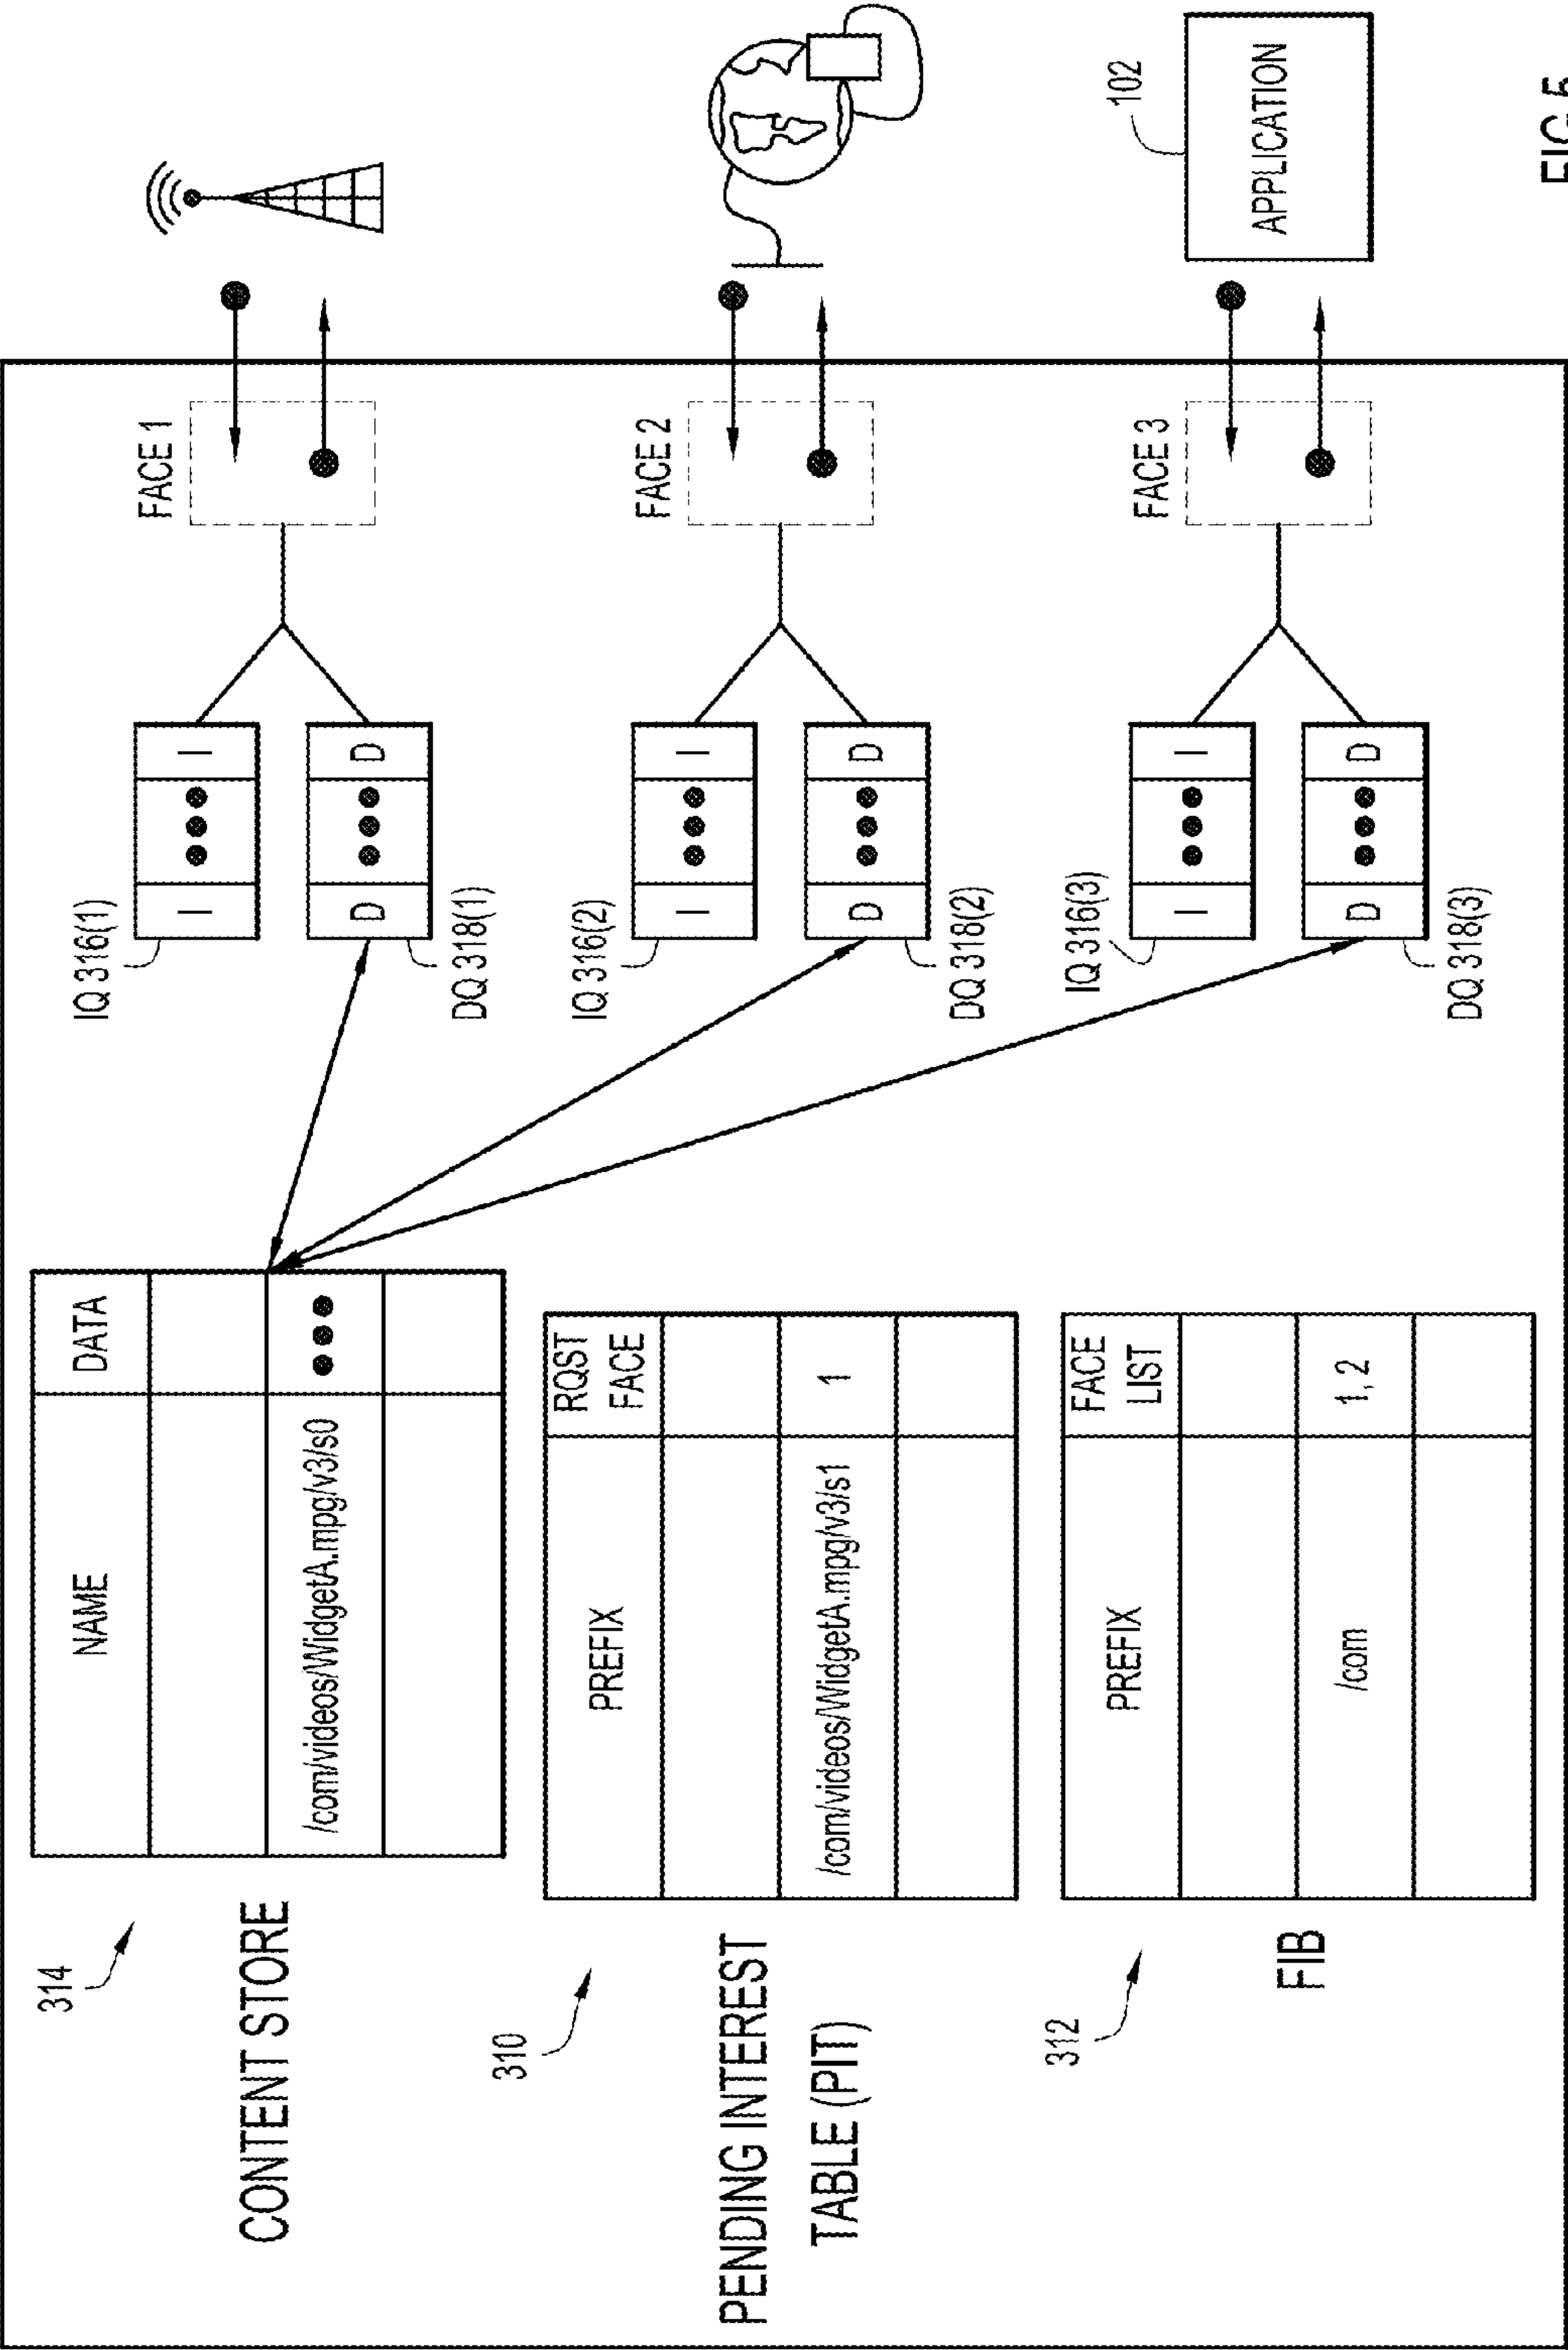 314
CONTENT STORE
NAME
DATA
/com/videos/WidgetA.mpg/v3/s0
310
PENDING INTEREST
TABLE (PIT)
PREFIX
RQST
FACE
/com/videos/WidgetA.mpg/v3/s1
1
312
FIB
PREFIX
FACE
LIST
/com
1, 2
IQ 316(1)
I
I
D
D
DQ 318(1)
FACE 1
IQ 316(2)
I
I
D
D
DQ 318(2)
FACE 2
IQ 316(3)
I
I
D
D
DQ 318(3)
FACE 3
102
APPLICATION